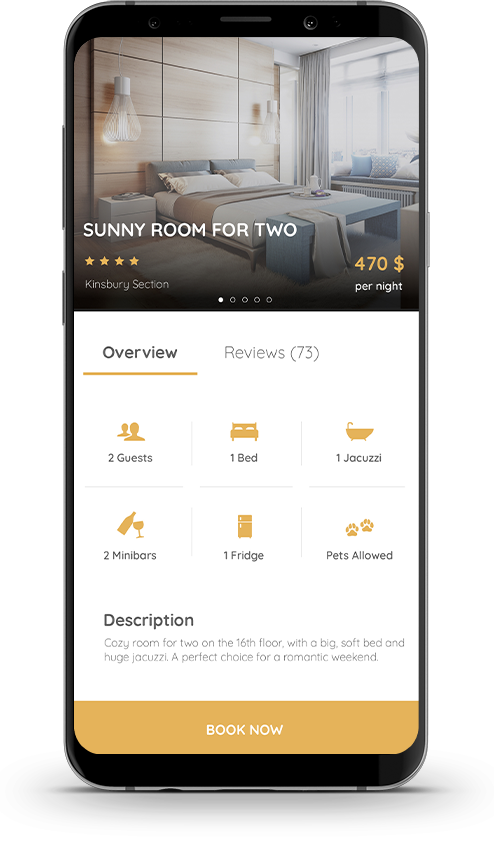 SUNNY ROOM FOR TWO
470 $
Kinsbury Section
per night
Overview
Reviews (73)
2 Guests
1 Bed
1 Jacuzzi
2 Minibars
1 Fridge
Pets Allowed
Description
Cozy room for two on the 16th floor, with a big, soft bed and
huge jacuzzi. A perfect choice for a romantic weekend.
BOOK NOW